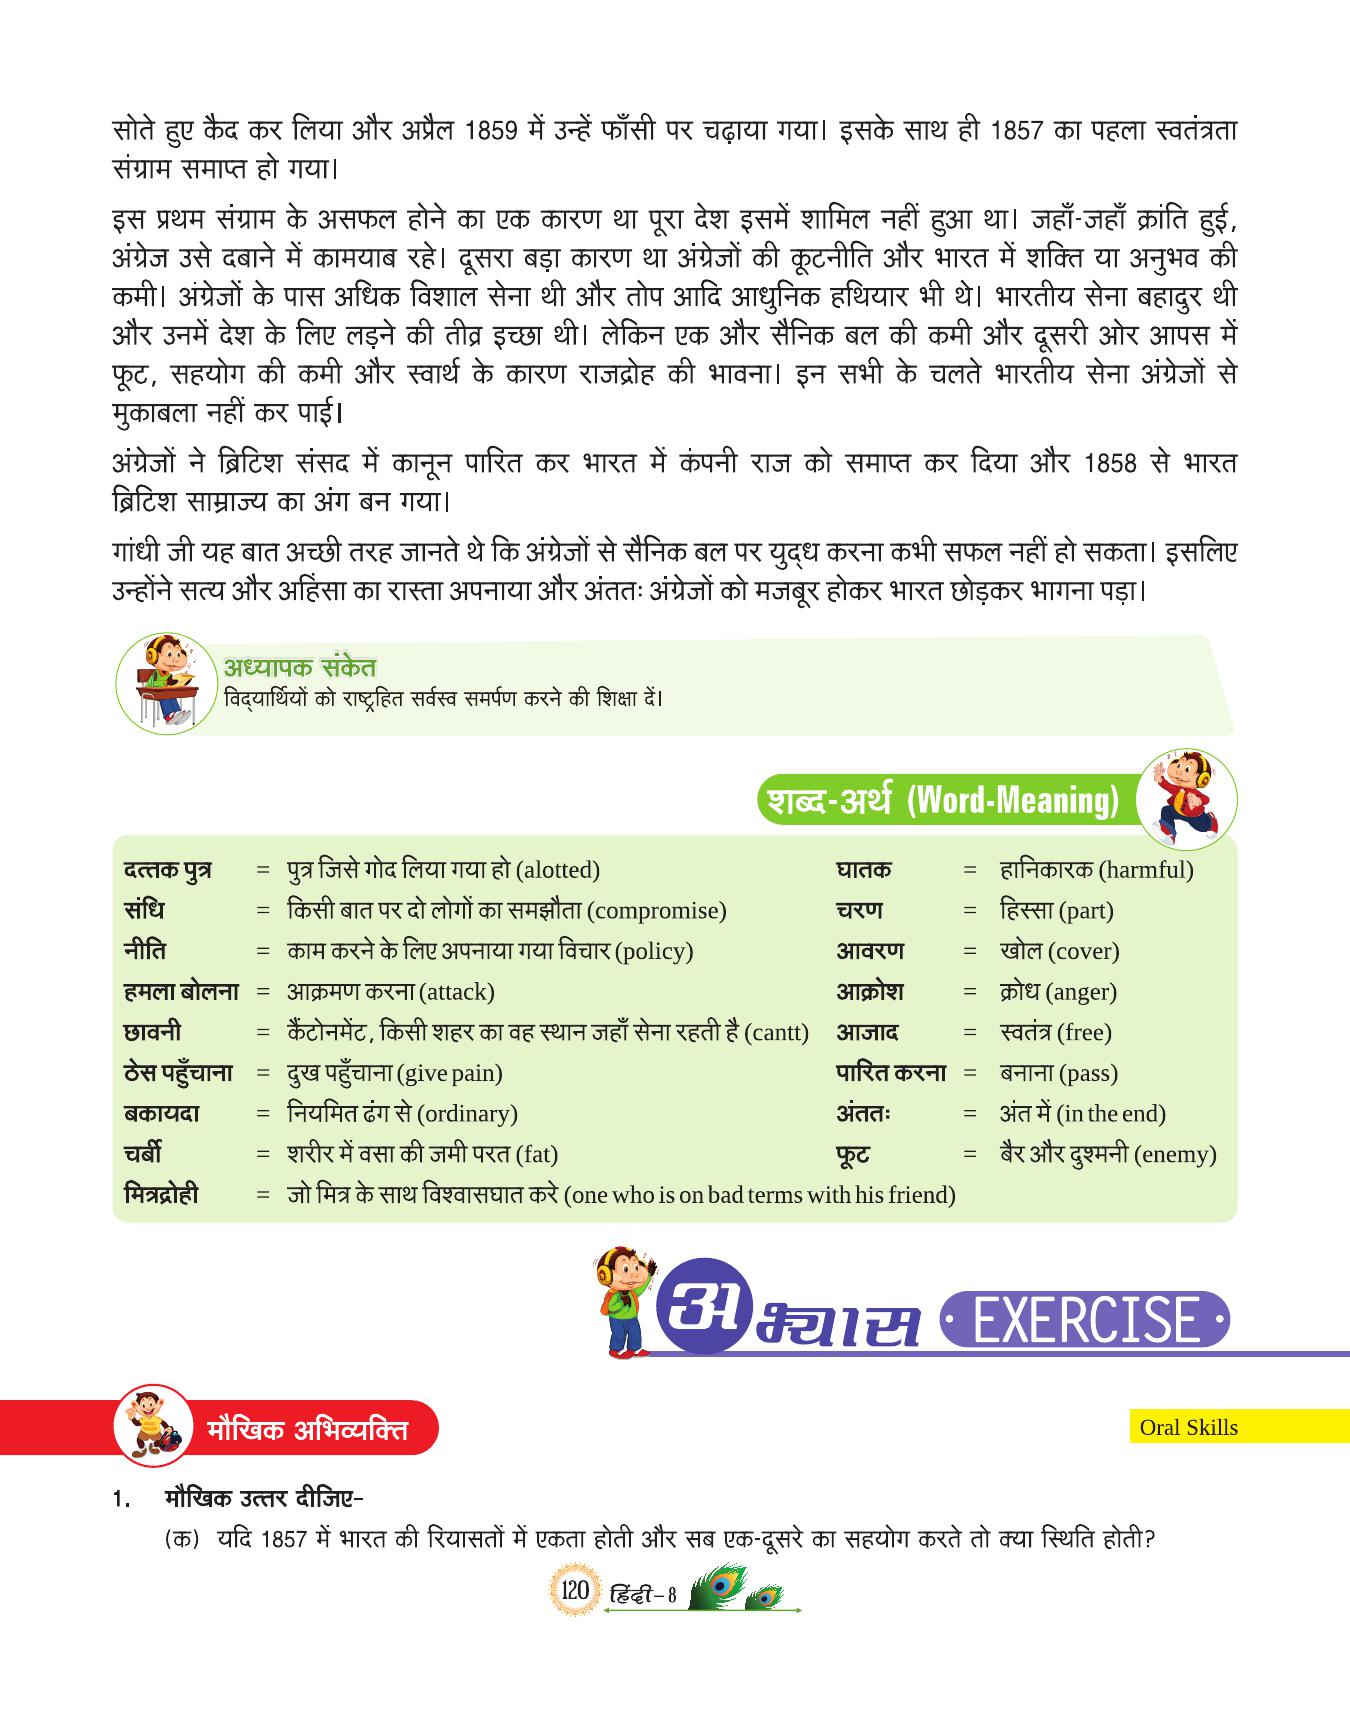 सोते हुए कैद कर लिया और अप्रैल 1859 में उन्हें फाँसी पर चढ़ाया गया। इसके साथ ही 1857 का पहला स्वतंत्रता
संग्राम समाप्त हो गया।
इस प्रथम संग्राम के असफल होने का एक कारण था पूरा देश इसमें शामिल नहीं हुआ था। जहाँ-जहाँ क्रांति हुई,
अंग्रेज उसे दबाने में कामयाब रहे। दूसरा बड़ा कारण था अंग्रेजों की कूटनीति और भारत में शक्ति या अनुभव की
कमी। अंग्रेजों के पास अधिक विशाल सेना थी और तोप आदि आधुनिक हथियार भी थे। भारतीय सेना बहादुर थी
और उनमें देश के लिए लड़ने की तीव्र इच्छा थी। लेकिन एक और सैनिक बल की कमी और दूसरी ओर आपस में
फूट, सहयोग की कमी और स्वार्थ के कारण राजद्रोह की भावना। इन सभी के चलते भारतीय सेना अंग्रेजों से
मुकाबला नहीं कर पाई।
अंग्रेजों ने ब्रिटिश संसद में कानून पारित कर भारत में कंपनी राज को समाप्त कर दिया और 1858 से भारत
ब्रिटिश साम्राज्य का अंग बन गया।
गांधी जी यह बात अच्छी तरह जानते थे कि अंग्रेजों से सैनिक बल पर युद्ध करना कभी सफल नहीं हो सकता। इसलिए
उन्होंने सत्य और अहिंसा का रास्ता अपनाया और अंततः अंग्रेजों को मजबूर होकर भारत छोड़कर भागना पड़ा।
अध्यापक संकेत
विद्यार्थियों को राष्ट्रहित सर्वस्व समर्पण करने की शिक्षा दें।
शब्द-अर्थ (Word-Meaning)
दत्तक पुत्र = पुत्र जिसे गोद लिया गया हो (alotted) घातक = हानिकारक (harmful)
संधि = किसी बात पर दो लोगों का समझौता (compromise) चरण = हिस्सा (part)
नीति = काम करने के लिए अपनाया गया विचार (policy) आवरण = खोल (cover)
हमला बोलना = आक्रमण करना (attack) आक्रोश = क्रोध (anger)
छावनी = कैंटोनमेंट, किसी शहर का वह स्थान जहाँ सेना रहती है (cantt) आजाद = स्वतंत्र (free)
ठेस पहुँचाना = दुख पहुँचाना (give pain) पारित करना = बनाना (pass)
बकायदा = नियमित ढंग से (ordinary) अंततः = अंत में (in the end)
चर्बी = शरीर में वसा की जमी परत (fat) फूट = बैर और दुश्मनी (enemy)
मित्रद्रोही = जो मित्र के साथ विश्वासघात करे (one who is on bad terms with his friend)
अभ्यास EXERCISE
मौखिक अभिव्यक्ति Oral Skills
1. मौखिक उत्तर दीजिए-
(क) यदि 1857 में भारत की रियासतों में एकता होती और सब एक-दूसरे का सहयोग करते तो क्या स्थिति होती?
120 हिंदी-8